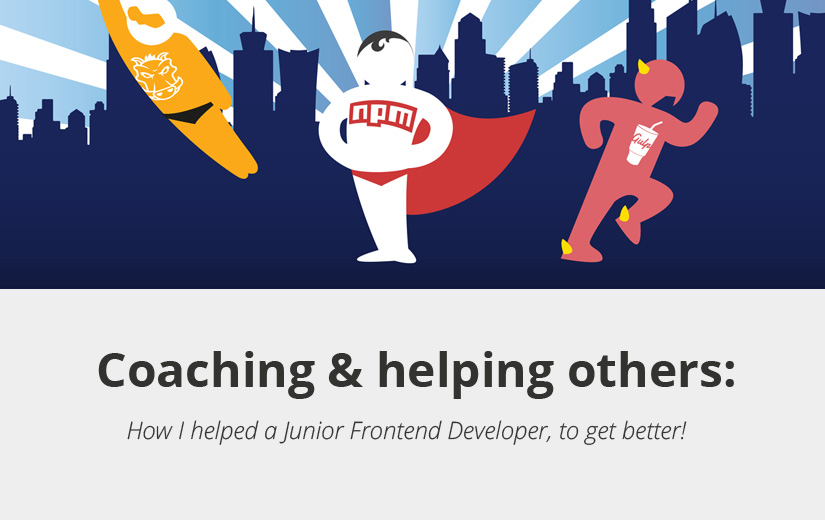 npm
Gulp
Coaching & helping others:
How I helped a Junior Frontend Developer, to get better!